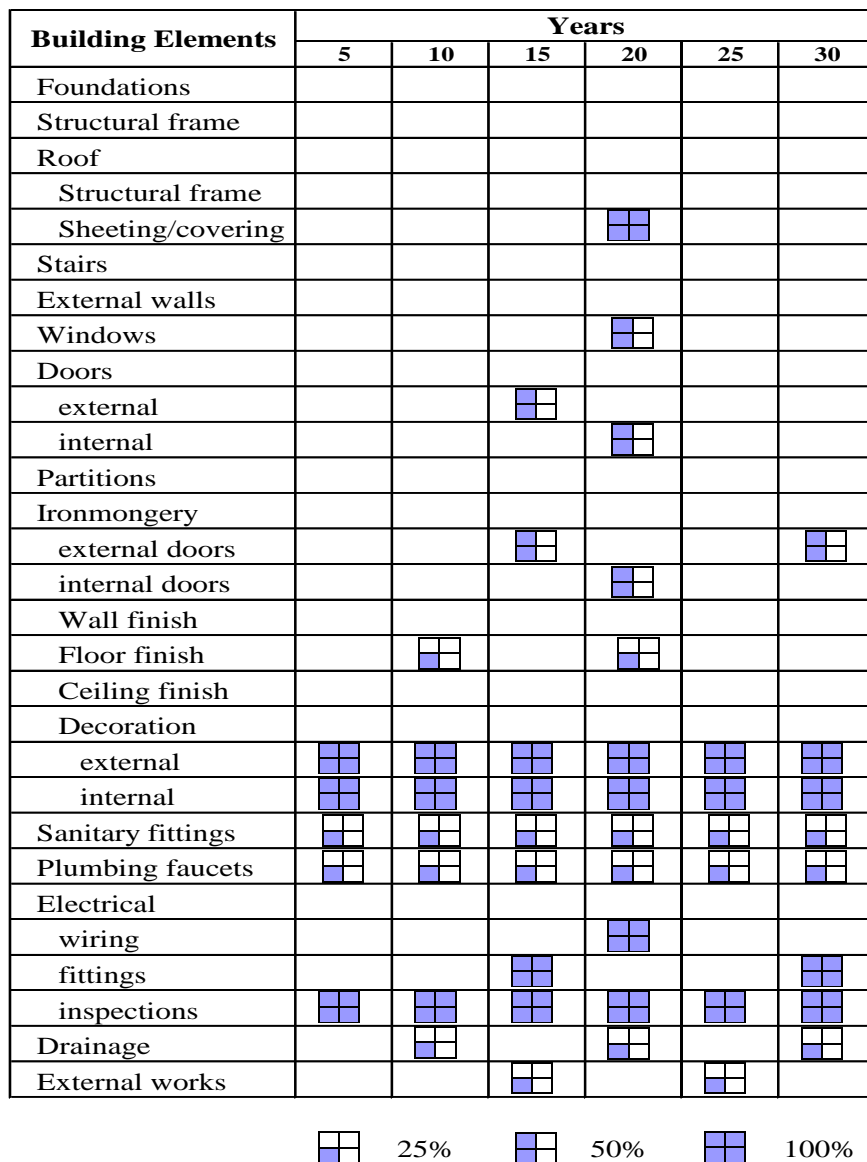 Building Elements
Years
5 10 15 20 25 30
Foundations
Structural frame
Roof
Structural frame
Sheeting/covering
Stairs
External walls
Windows
Doors
external
internal
Partitions
Ironmongery
external doors
internal doors
Wall finish
Floor finish
Ceiling finish
Decoration
external
internal
Sanitary fittings
Plumbing faucets
Electrical
wiring
fittings
inspections
Drainage
External works
25% 50% 100%